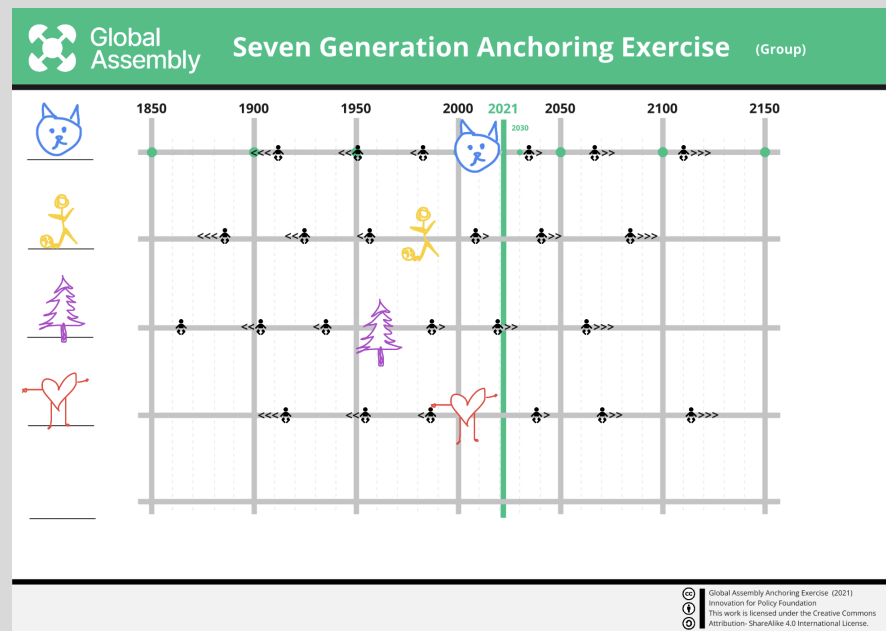 Global
Assembly
Seven Generation Anchoring Exercise (Group)
1850 1900 1950 2000 2021 2050 2100 2150
2030
<<< << < > >> >>>
<<< << < > >> >>>
<< < > >> >>>
<<< << < > >> >>>
Global Assembly Anchoring Exercise (2021)
Innovation for Policy Foundation
This work is licensed under the Creative Commons
Attribution- ShareAlike 4.0 International License.
cc